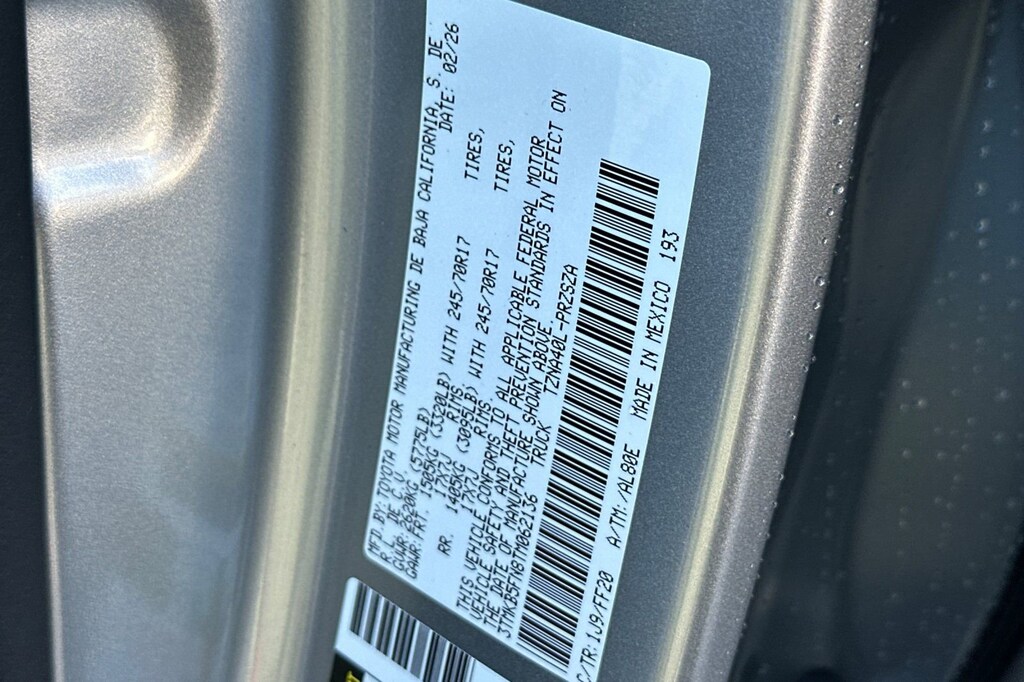 MFD.BY:TOYOTA MOTOR MANUFACTURING DE BAJA CALIFORNIA, S. DE
R.L. DE C.V. DATE: 02/26
GVWR: 2620KG (5775LB)
GAWR:FRT. 1505KG (3320LB) WITH 245/70R17 TIRES,
17X7J RIMS,
RR. 1405KG (3095LB) WITH 245/70R17 TIRES,
17X7J RIMS,
THIS VEHICLE CONFORMS TO ALL APPLICABLE FEDERAL MOTOR
VEHICLE SAFETY AND THEFT PREVENTION STANDARDS IN EFFECT ON
THE DATE OF MANUFACTURE SHOWN ABOVE.
3TMKB5FN8TM062136 TRUCK TZNA40L-PRZSZA
C/TR:1J9/FF20 A/TM:-/AL80E MADE IN MEXICO 193